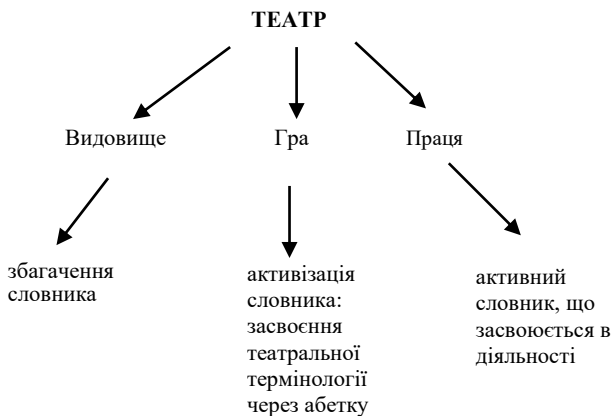 ТЕАТР
Видовище
Гра
Праця
збагачення
словника
активізація
словника:
засвоєння
театральної
термінології
через абетку
активний
словник, що
засвоюється в
діяльності